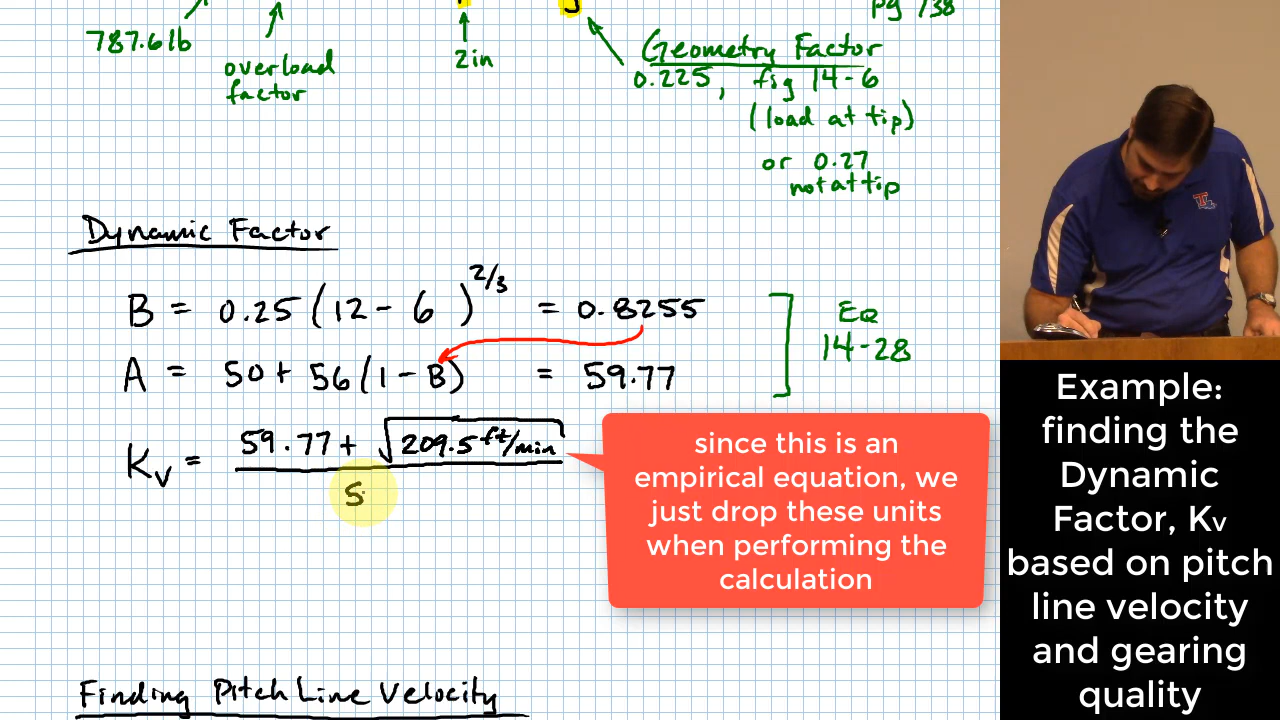 pg 738
787.6 lb
overload
factor
2in
Geometry Factor
0.225, fig 14-6
(load at tip)
or 0.27
not at tip
Dynamic Factor
B = 0.25 (12 - 6 )^2/3 = 0.8255
A = 50 + 56 (1 - B) = 59.77
EQ
14-28
Kv = 59.77 + √209.5 ft/min
5
since this is an
empirical equation, we
just drop these units
when performing the
calculation
Finding Pitch Line Velocity
Example:
finding the
Dynamic
Factor, Kv
based on pitch
line velocity
and gearing
quality